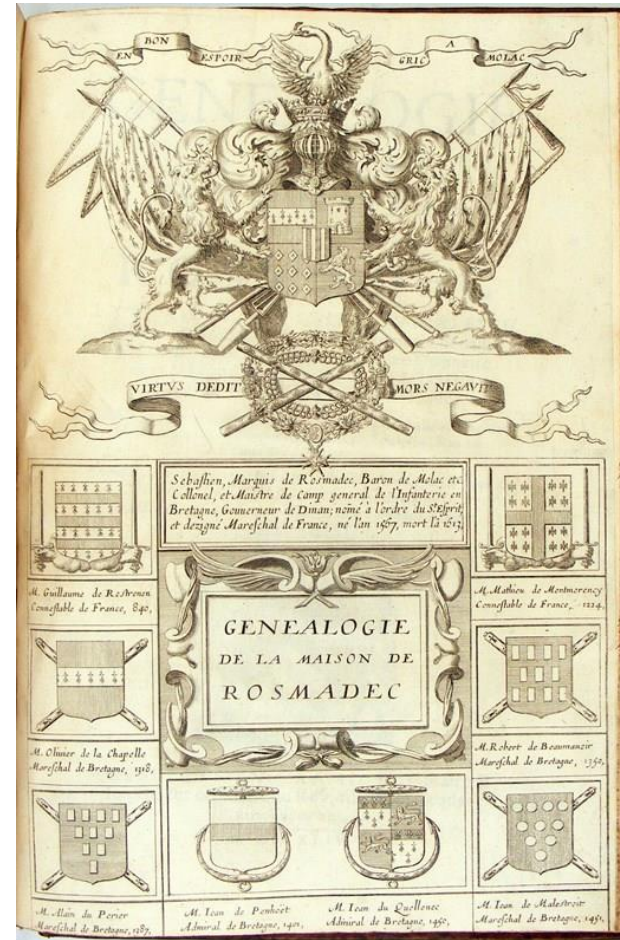 EN BON ESPOIR
GRIC A MOLAC
VIRTVS DEDIT
MORS NEGAVIT
Sebastien, Marquis de Rosmadec, Baron de Molac etc
Collonel, et Maistre de Camp general de l'Infanterie en
Bretagne, Gouverneur de Dinan; nomé a l'ordre du St Esprit,
et dezigné Mareschal de France, né l'an 1567, mort l'à 1613,
M. Guillaume de Rostrenen
Connestable de France, 840,
M. Mathieu de Montmorency
Connestable de France, 1224,
GENEALOGIE
DE LA MAISON DE
ROSMADEC
M. Olivier de la Chapelle
Mareschal de Bretagne, 1318,
M. Robert de Beaumanoir
Mareschal de Bretagne, 1350,
M. Alain du Perier
Mareschal de Bretagne, 1387,
M. Iean de Penhoët
Admiral de Bretagne, 1401,
M. Iean du Quellenec
Admiral de Bretagne, 1450,
M. Iean de Malestroit
Mareschal de Bretagne, 1451,